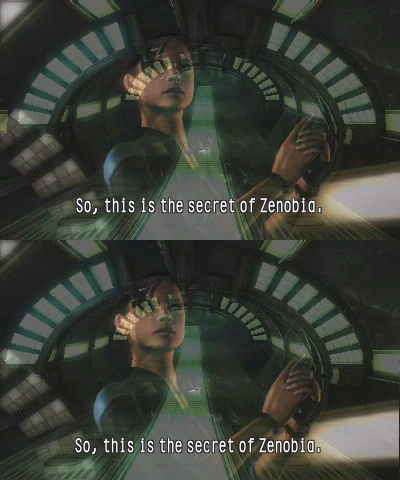 So, this is the secret of Zenobia.
So, this is the secret of Zenobia.